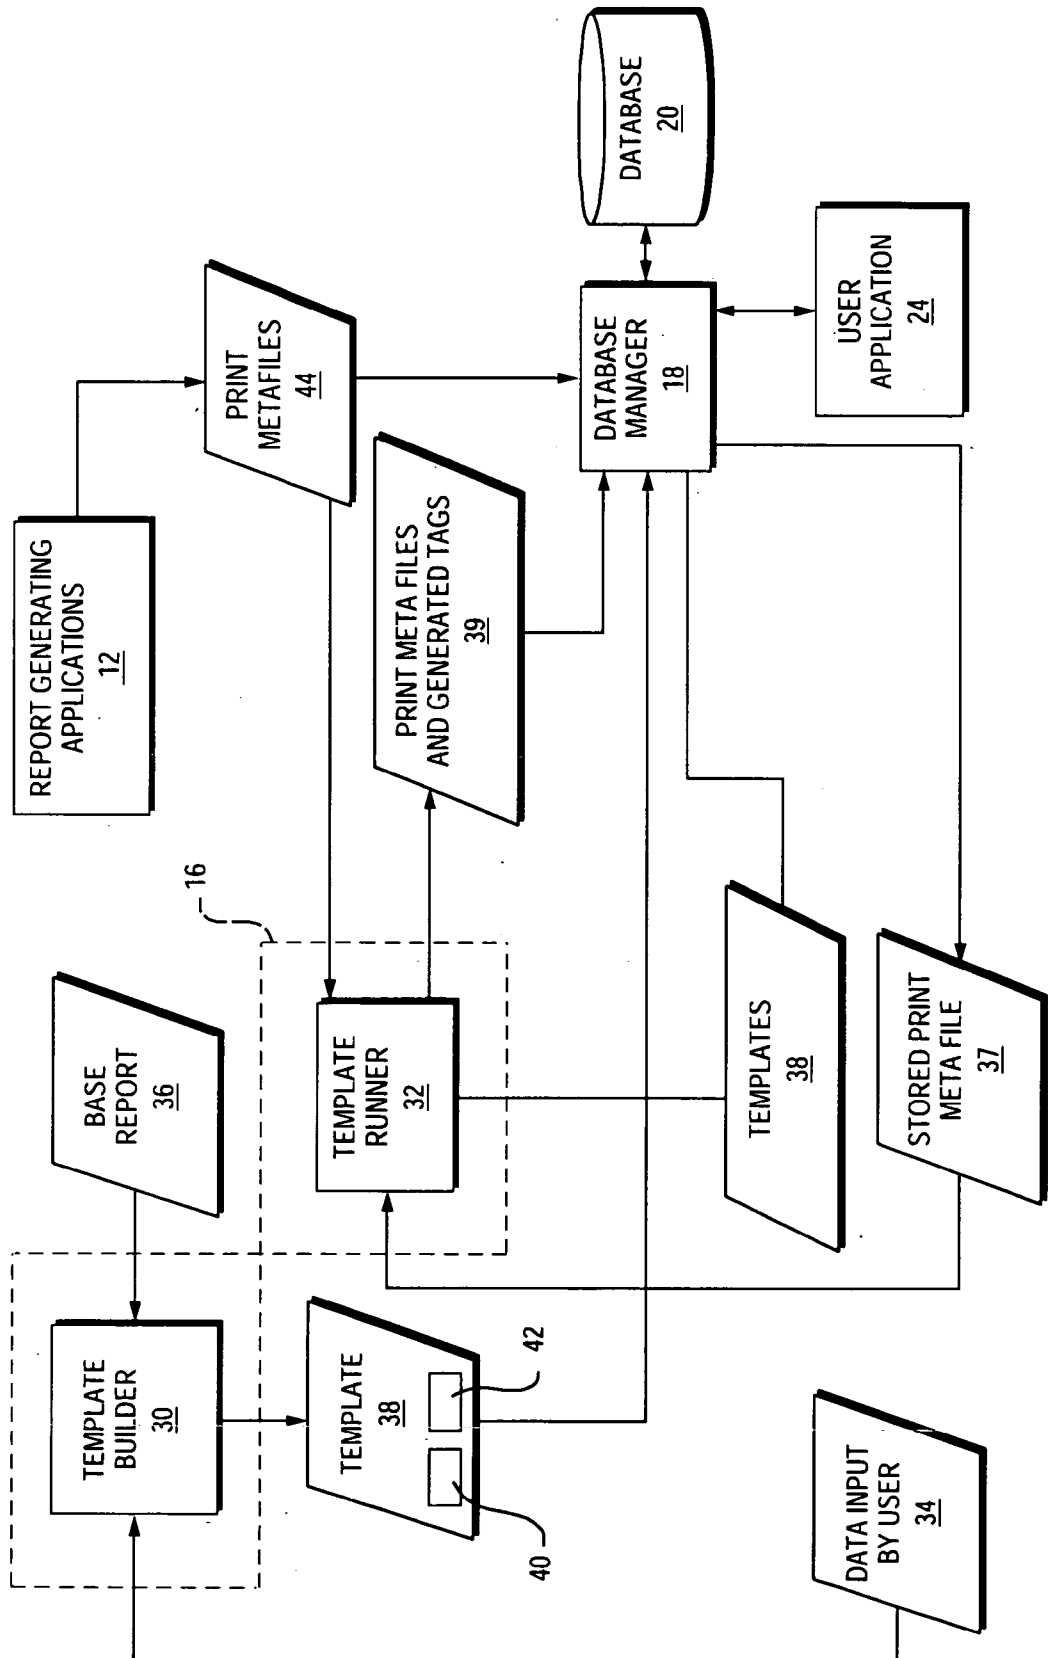 REPORT GENERATING
APPLICATIONS
12
PRINT
METAFILES
44
DATABASE
20
BASE
REPORT
36
16
PRINT META FILES
AND GENERATED TAGS
39
DATABASE
MANAGER
18
USER
APPLICATION
24
TEMPLATE
BUILDER
30
TEMPLATE
RUNNER
32
TEMPLATE
38
40
42
TEMPLATES
38
STORED PRINT
META FILE
37
DATA INPUT
BY USER
34